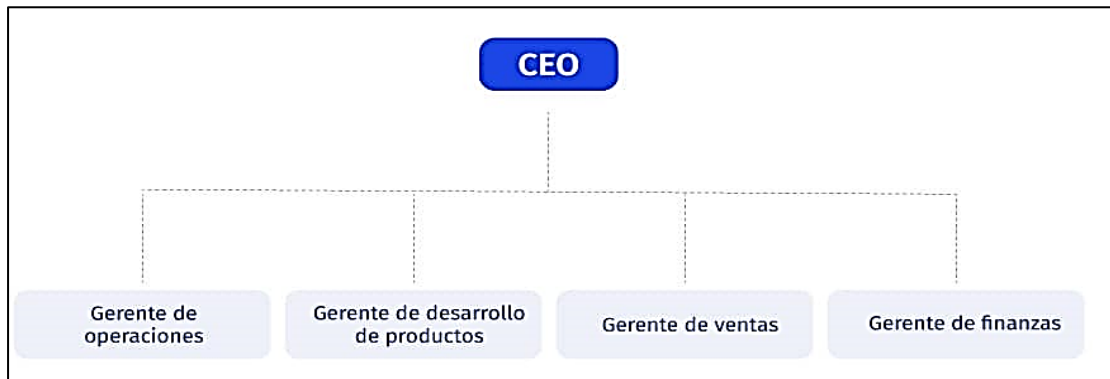 CEO
Gerente de
operaciones
Gerente de desarrollo
de productos
Gerente de ventas
Gerente de finanzas